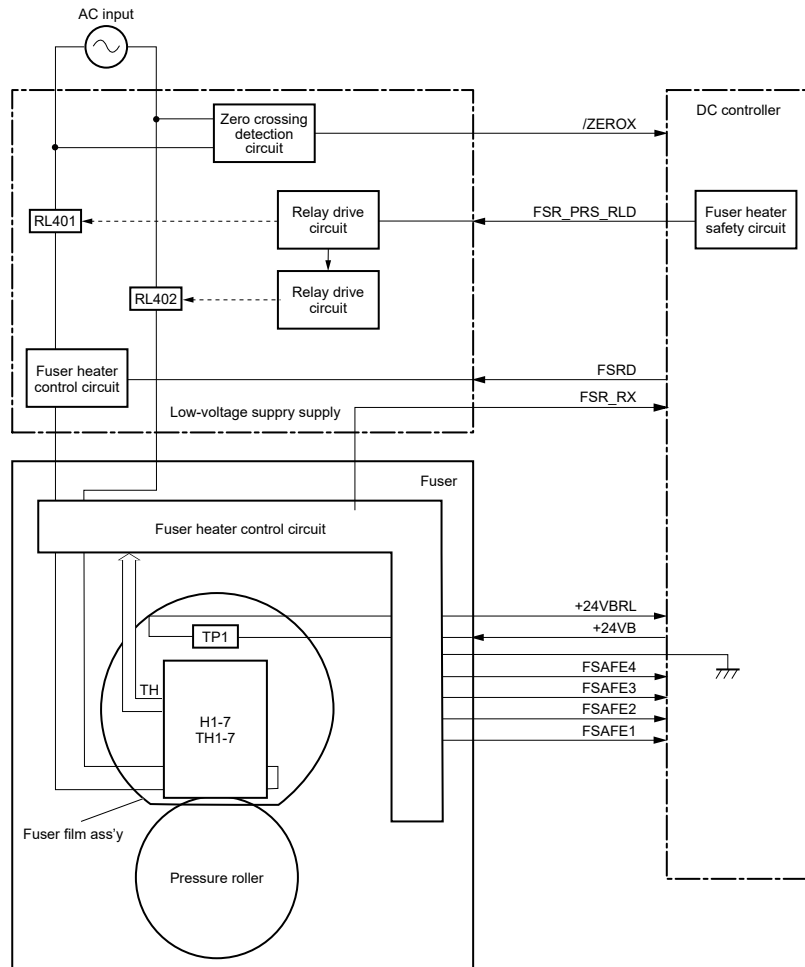 AC input
DC controller
Zero crossing
detection
circuit
/ZEROX
RL401
Relay drive
circuit
FSR_PRS_RLD
Fuser heater
safety circuit
RL402
Relay drive
circuit
Fuser heater
control circuit
FSRD
FSR_RX
Low-voltage suppry supply
Fuser
Fuser heater control circuit
+24VBRL
TP1
+24VB
FSAFE4
TH
FSAFE3
H1-7
TH1-7
FSAFE2
FSAFE1
Fuser film ass'y
Pressure roller